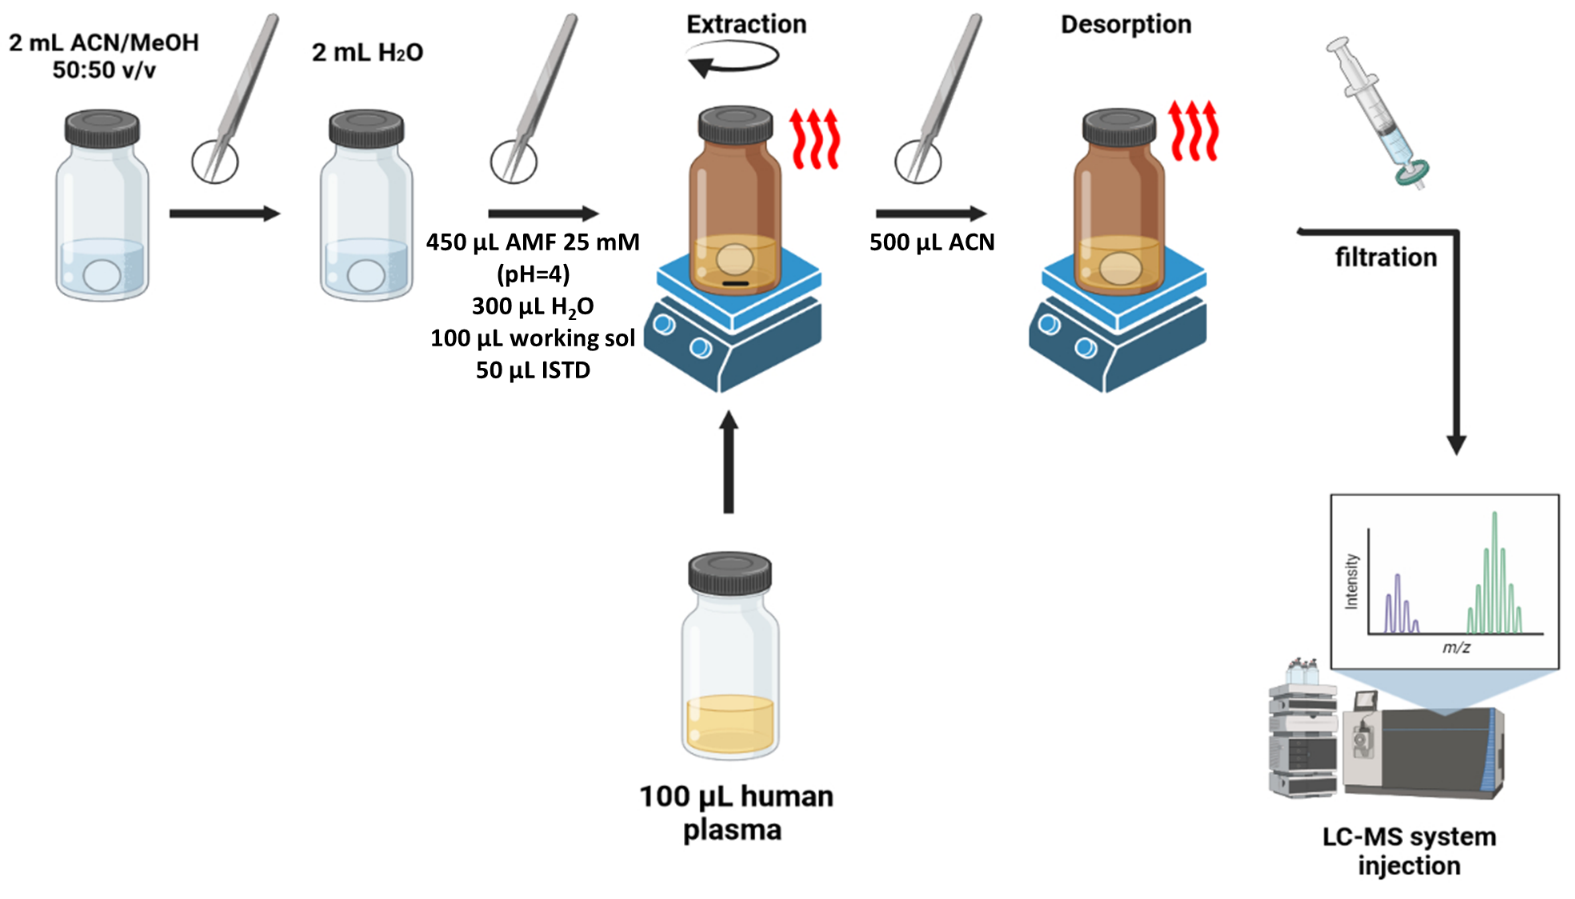 2 mL ACN/MeOH
50:50 v/v
2 mL H₂O
450 µL AMF 25 mM
(pH=4)
300 µL H₂O
100 µL working sol
50 µL ISTD
Extraction
500 µL ACN
Desorption
filtration
100 µL human
plasma
Intensity
m/z
LC-MS system
injection